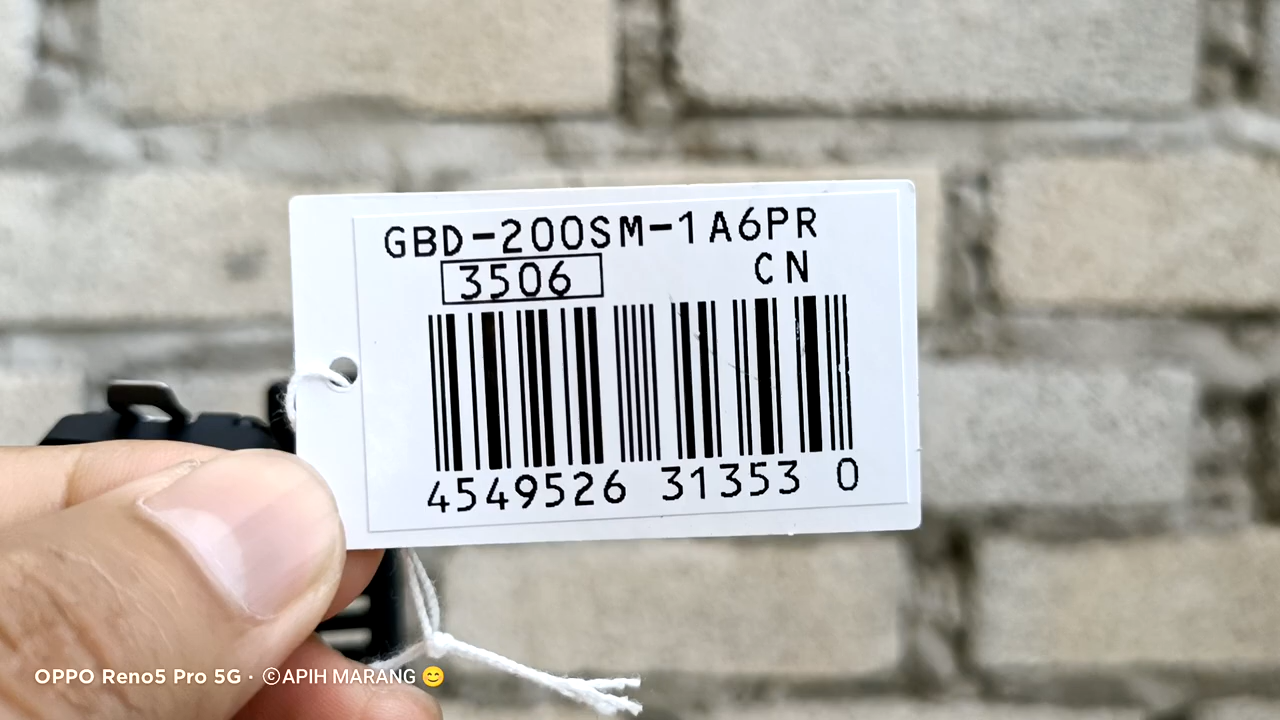 GBD-200SM-1A6PR
3506 CN
4549526 31353 0
OPPO Reno5 Pro 5G · ©APIH MARANG 😊